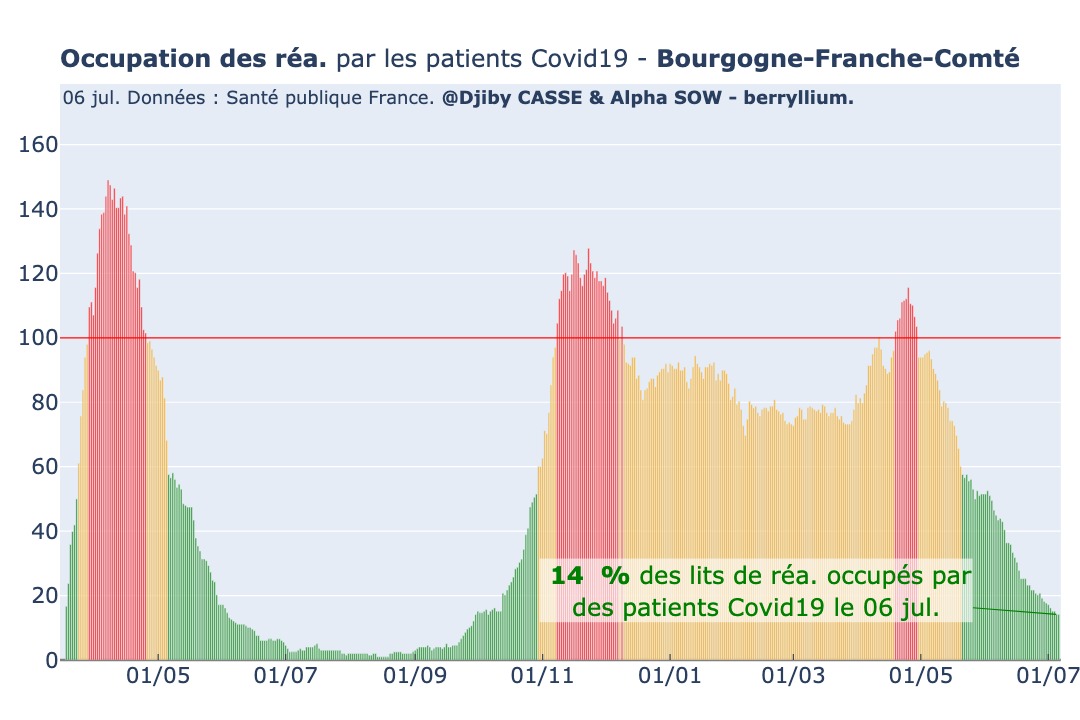 Occupation des réa. par les patients Covid19 - Bourgogne-Franche-Comté
06 jul. Données : Santé publique France. @Djiby CASSE & Alpha SOW - berryllium.
160
140
120
100
80
60
40
20
0
14 % des lits de réa. occupés par
des patients Covid19 le 06 jul.
01/05 01/07 01/09 01/11 01/01 01/03 01/05 01/07